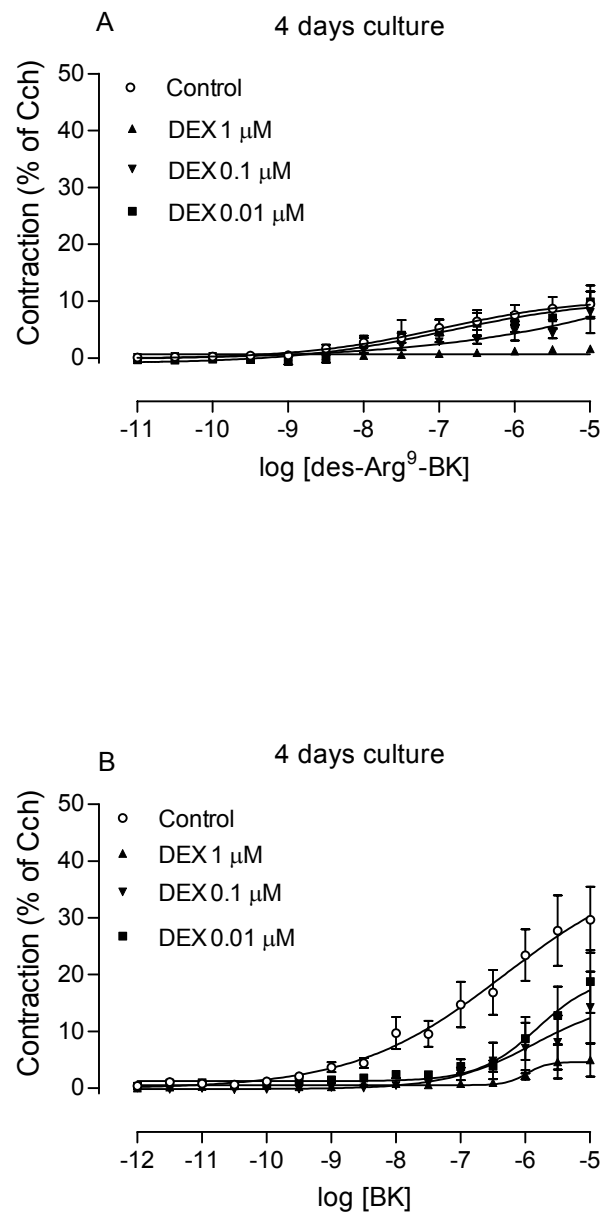 A
4 days culture
Contraction (% of Cch)
50
40
30
20
10
0
Control
DEX 1 μM
DEX 0.1 μM
DEX 0.01 μM
-11 -10 -9 -8 -7 -6 -5
log [des-Arg⁹-BK]
B
4 days culture
Contraction (% of Cch)
50
40
30
20
10
0
Control
DEX 1 μM
DEX 0.1 μM
DEX 0.01 μM
-12 -11 -10 -9 -8 -7 -6 -5
log [BK]